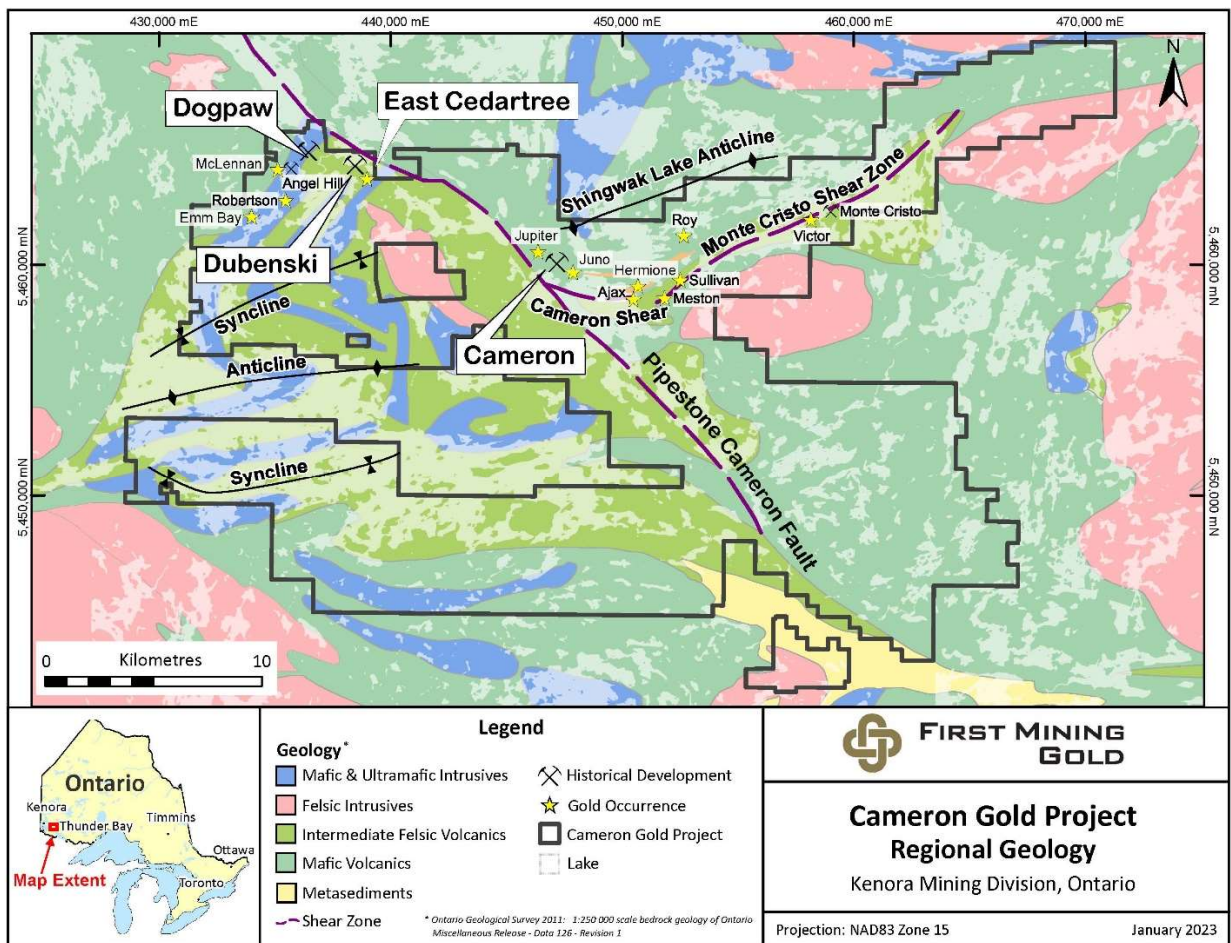 430,000 mE
440,000 mE
450,000 mE
460,000 mE
470,000 mE
N
Dogpaw
East Cedartree
McLennan
Angel Hill
Robertson
Emm Bay
Dubenski
Shingwak Lake Anticline
Monte Cristo Shear Zone
Roy
Monte Cristo
Victor
Jupiter
Juno
Hermione
Sullivan
Ajax
Meston
Cameron Shear
Cameron
5,460,000 mN
5,460,000 mN
Syncline
Anticline
Pipestone Cameron Fault
Syncline
5,450,000 mN
5,450,000 mN
0 Kilometres 10
Ontario
Kenora
Thunder Bay
Timmins
Ottawa
Toronto
Map Extent
Legend
Geology *
Mafic & Ultramafic Intrusives
Felsic Intrusives
Intermediate Felsic Volcanics
Mafic Volcanics
Metasediments
Shear Zone
Historical Development
Gold Occurrence
Cameron Gold Project
Lake
* Ontario Geological Survey 2011: 1:250 000 scale bedrock geology of Ontario
Miscellaneous Release - Data 126 - Revision 1
FIRST MINING
GOLD
Cameron Gold Project
Regional Geology
Kenora Mining Division, Ontario
Projection: NAD83 Zone 15
January 2023